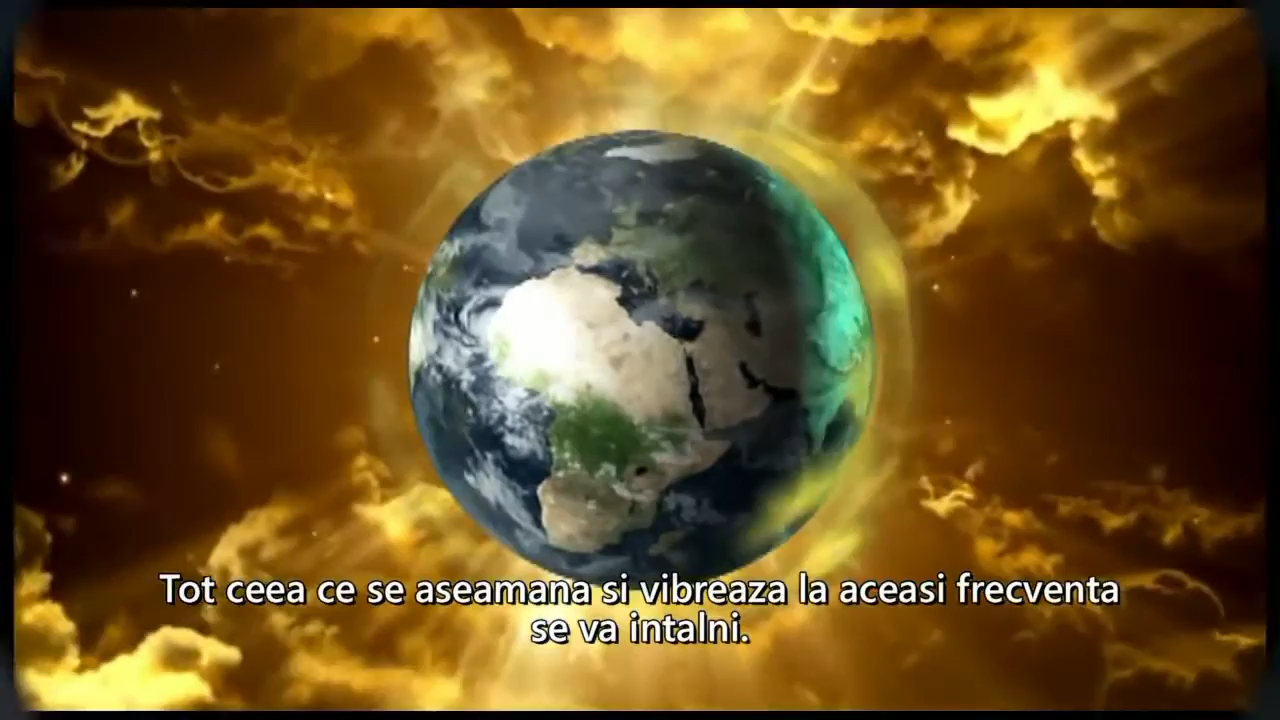 Tot ceea ce se aseamana si vibreaza la aceasi frecventa
se va intalni.